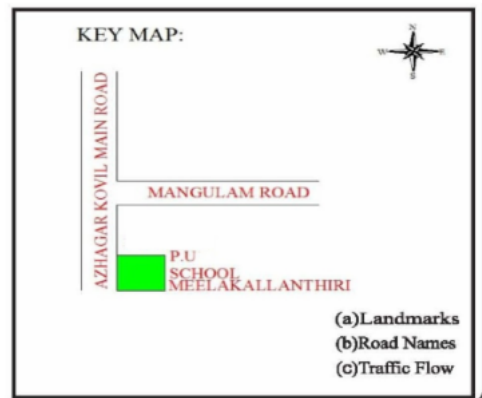 KEY MAP:
N
W E
S
AZHAGAR KOVIL MAIN ROAD
MANGULAM ROAD
P.U
SCHOOL
MEELAKALLANTHIRI
(a)Landmarks
(b)Road Names
(c)Traffic Flow